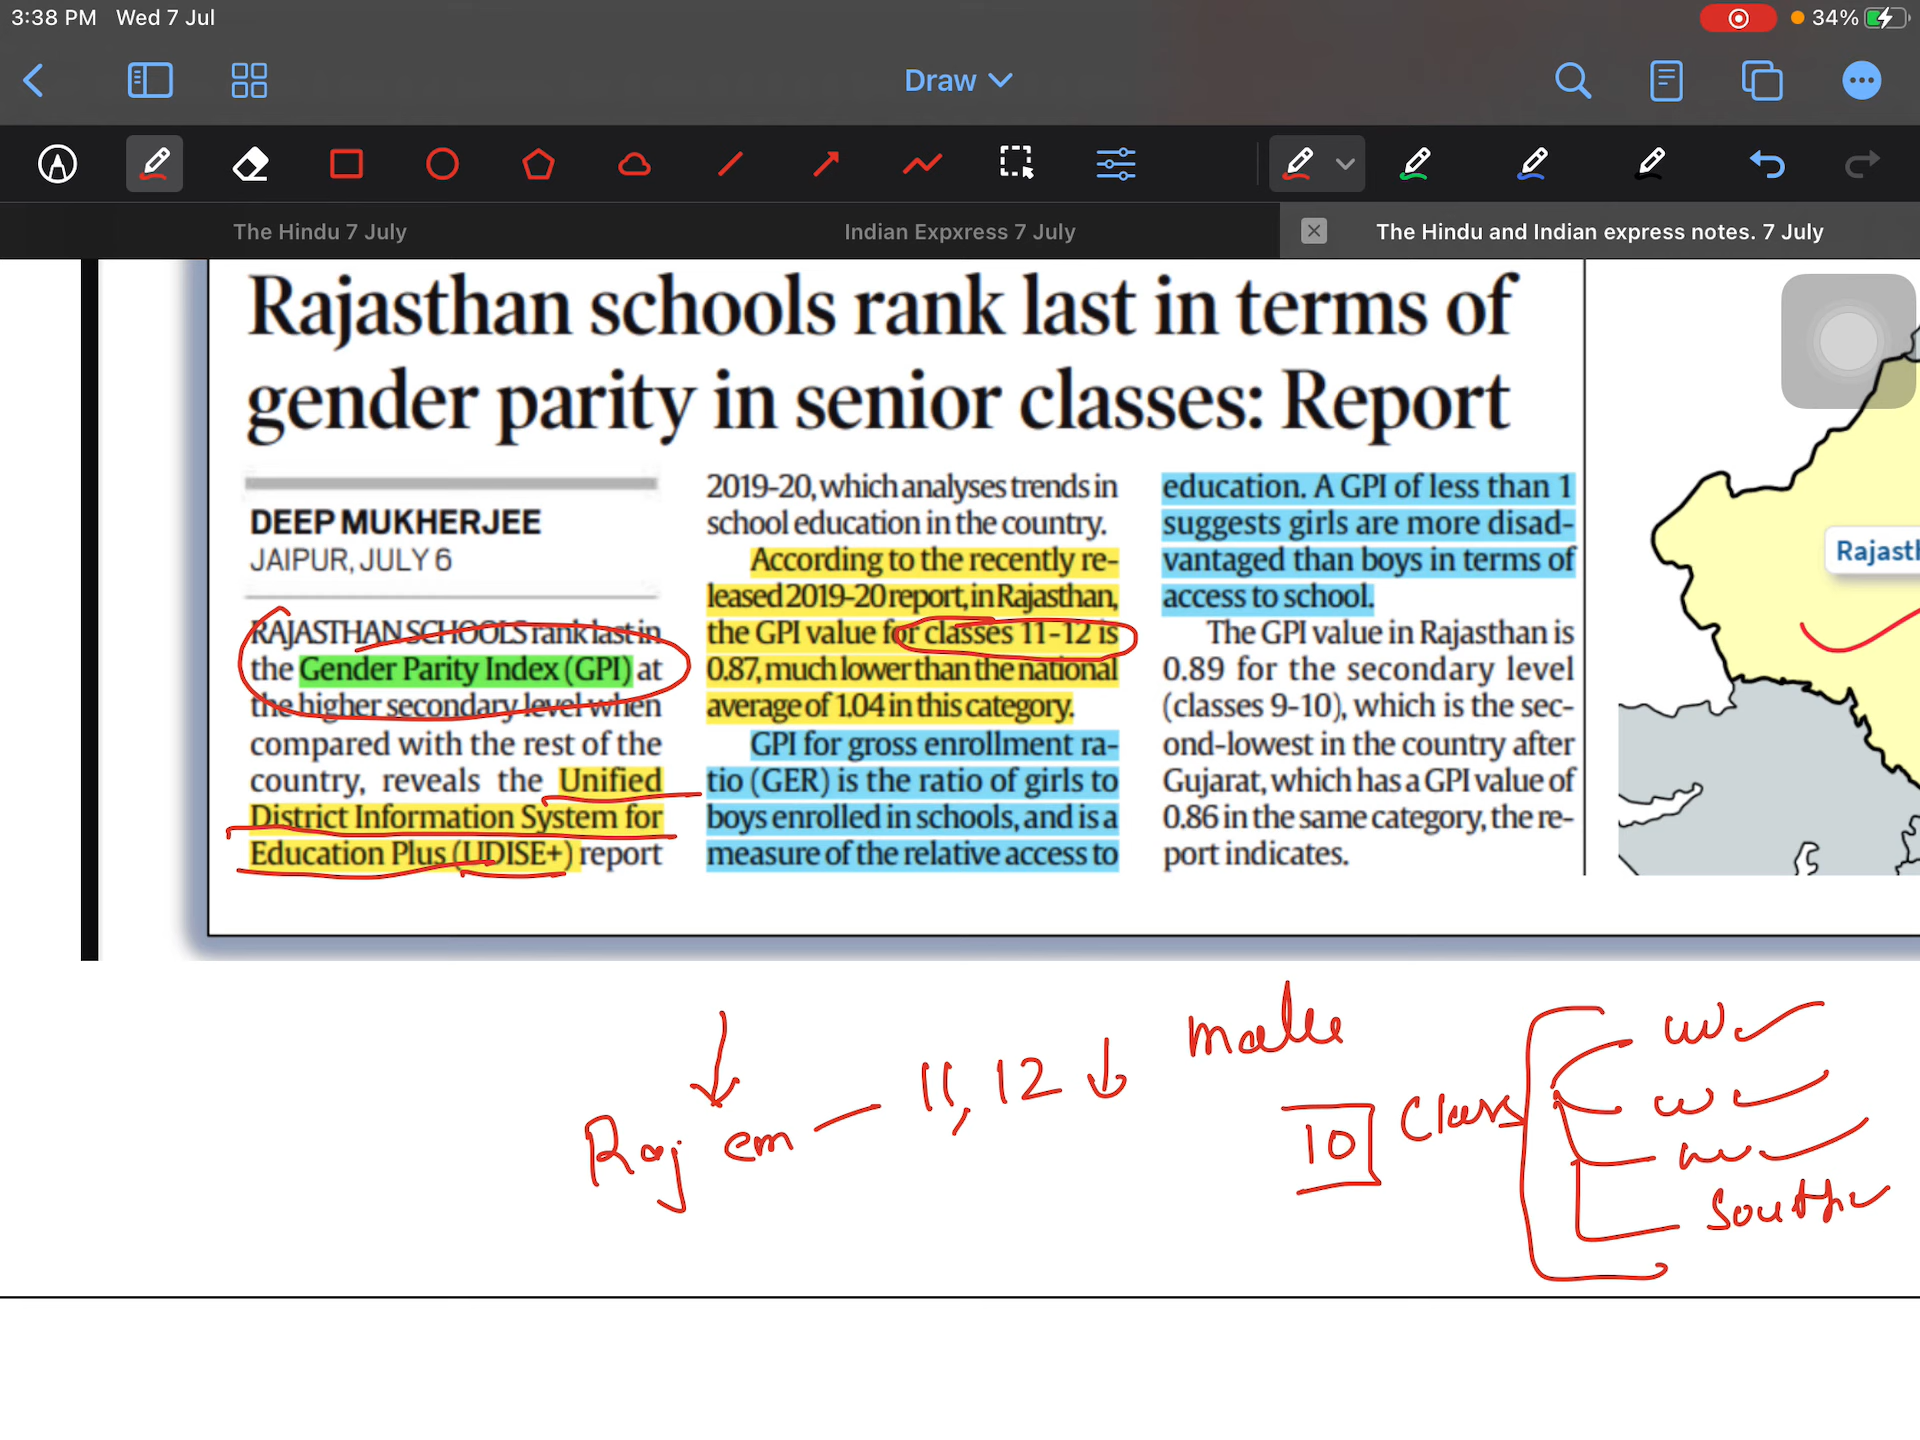 3:38 PM Wed 7 Jul
34%
Draw
The Hindu 7 July
Indian Expxress 7 July
The Hindu and Indian express notes. 7 July
Rajasthan schools rank last in terms of
gender parity in senior classes: Report
DEEP MUKHERJEE
JAIPUR, JULY 6
RAJASTHAN SCHOOLS rank last in
the Gender Parity Index (GPI) at
the higher secondary level when
compared with the rest of the
country, reveals the Unified
District Information System for
Education Plus (UDISE+) report
2019-20, which analyses trends in
school education in the country.
According to the recently re-
leased 2019-20 report, in Rajasthan,
the GPI value for classes 11-12 is
0.87, much lower than the national
average of 1.04 in this category.
GPI for gross enrollment ra-
tio (GER) is the ratio of girls to
boys enrolled in schools, and is a
measure of the relative access to
education. A GPI of less than 1
suggests girls are more disad-
vantaged than boys in terms of
access to school.
The GPI value in Rajasthan is
0.89 for the secondary level
(classes 9-10), which is the sec-
ond-lowest in the country after
Gujarat, which has a GPI value of
0.86 in the same category, the re-
port indicates.
Rajasth
Raj em — 11, 12 ↓
10 Class